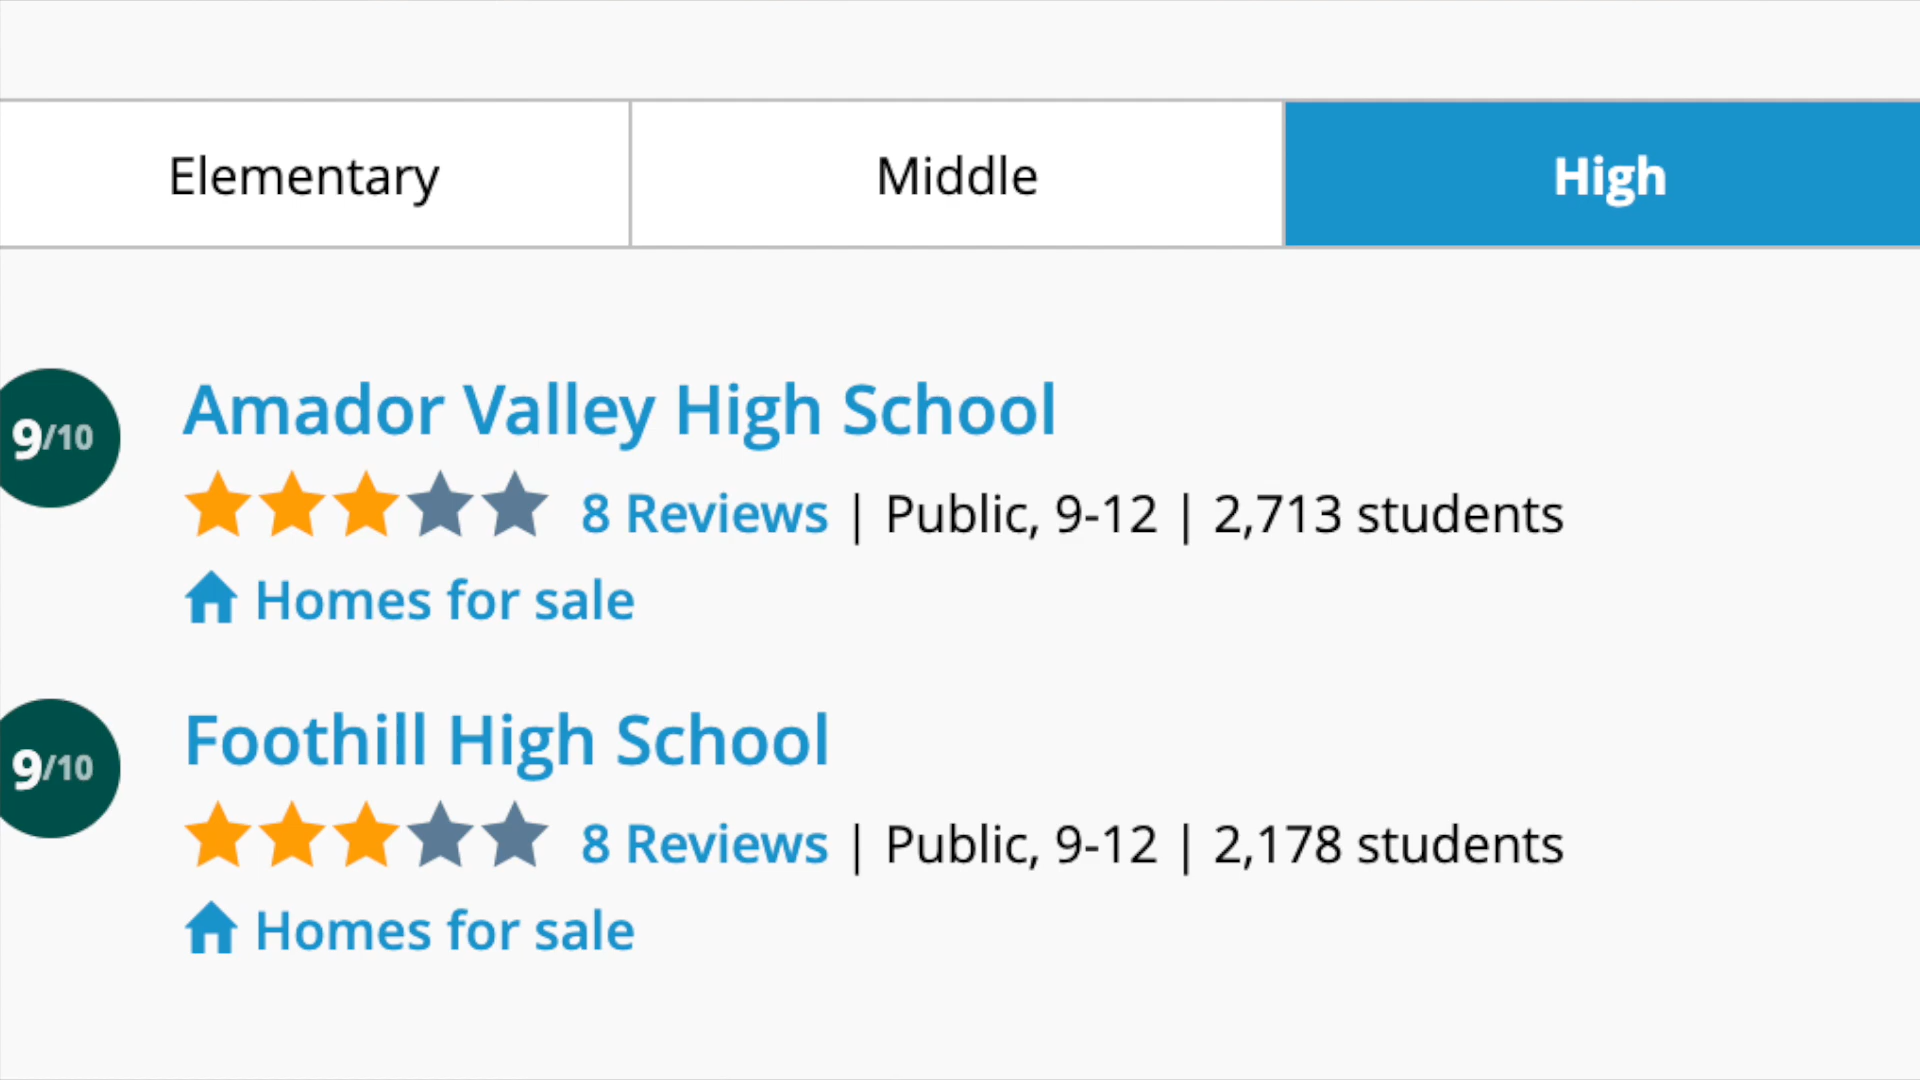 Elementary
Middle
High
9/10
Amador Valley High School
8 Reviews | Public, 9-12 | 2,713 students
Homes for sale
9/10
Foothill High School
8 Reviews | Public, 9-12 | 2,178 students
Homes for sale